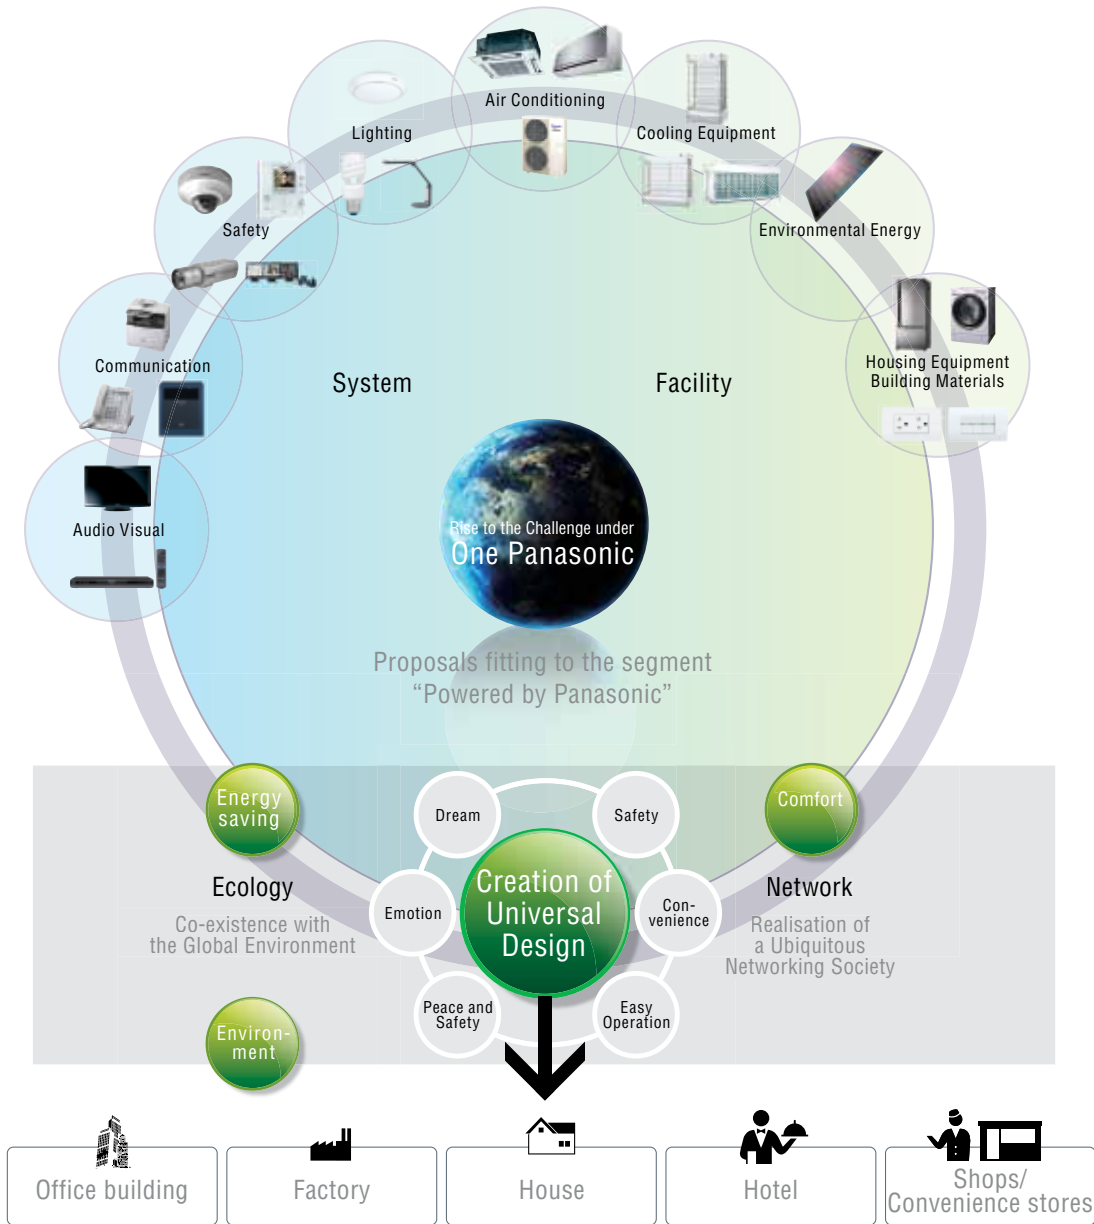 Air Conditioning
Lighting
Cooling Equipment
Safety
Environmental Energy
Communication
Housing Equipment
Building Materials
System
Facility
Audio Visual
Rise to the Challenge under
One Panasonic
Proposals fitting to the segment
“Powered by Panasonic”
Energy
saving
Dream
Safety
Comfort
Ecology
Co-existence with
the Global Environment
Emotion
Creation of
Universal
Design
Con-
venience
Network
Realisation of
a Ubiquitous
Networking Society
Peace and
Safety
Easy
Operation
Environ-
ment
Office building
Factory
House
Hotel
Shops/
Convenience stores